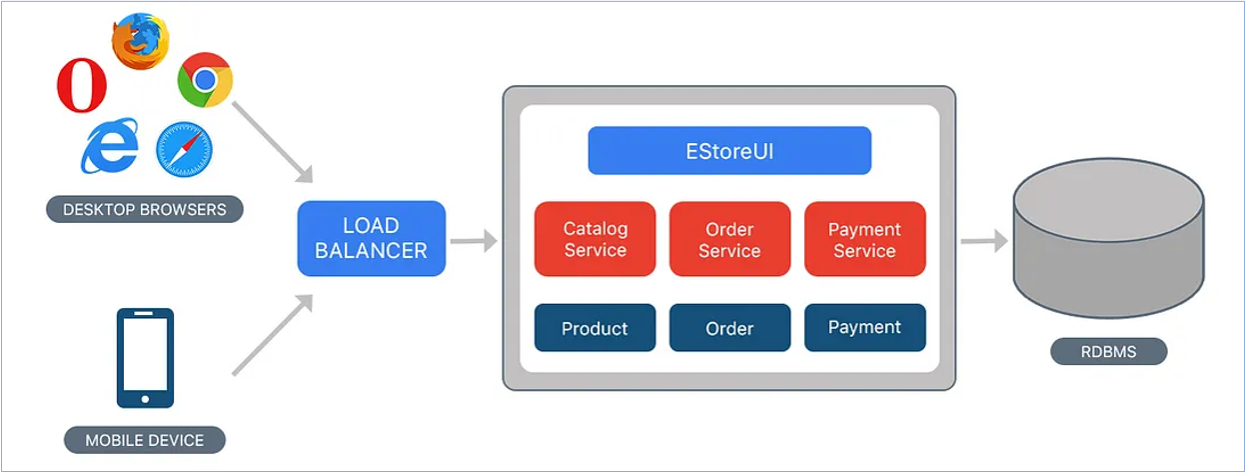 DESKTOP BROWSERS
MOBILE DEVICE
LOAD
BALANCER
EStoreUI
Catalog
Service
Order
Service
Payment
Service
Product
Order
Payment
RDBMS